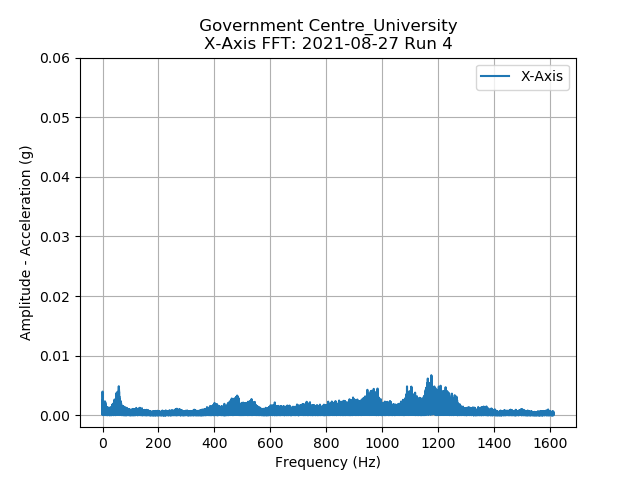 Government Centre_University
X-Axis FFT: 2021-08-27 Run 4
X-Axis
0.06
0.05
0.04
0.03
0.02
0.01
0.00
Amplitude - Acceleration (g)
0 200 400 600 800 1000 1200 1400 1600
Frequency (Hz)